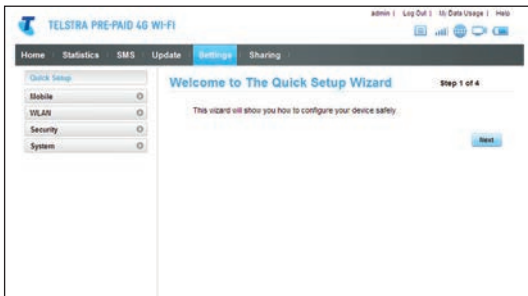 admin | Log Out | My Data Usage | Help
TELSTRA PRE-PAID 4G WI-FI
Home Statistics SMS Update Settings Sharing
Quick Setup
Mobile
WLAN
Security
System
Welcome to The Quick Setup Wizard
Step 1 of 4
This wizard will show you how to configure your device safely.
Next